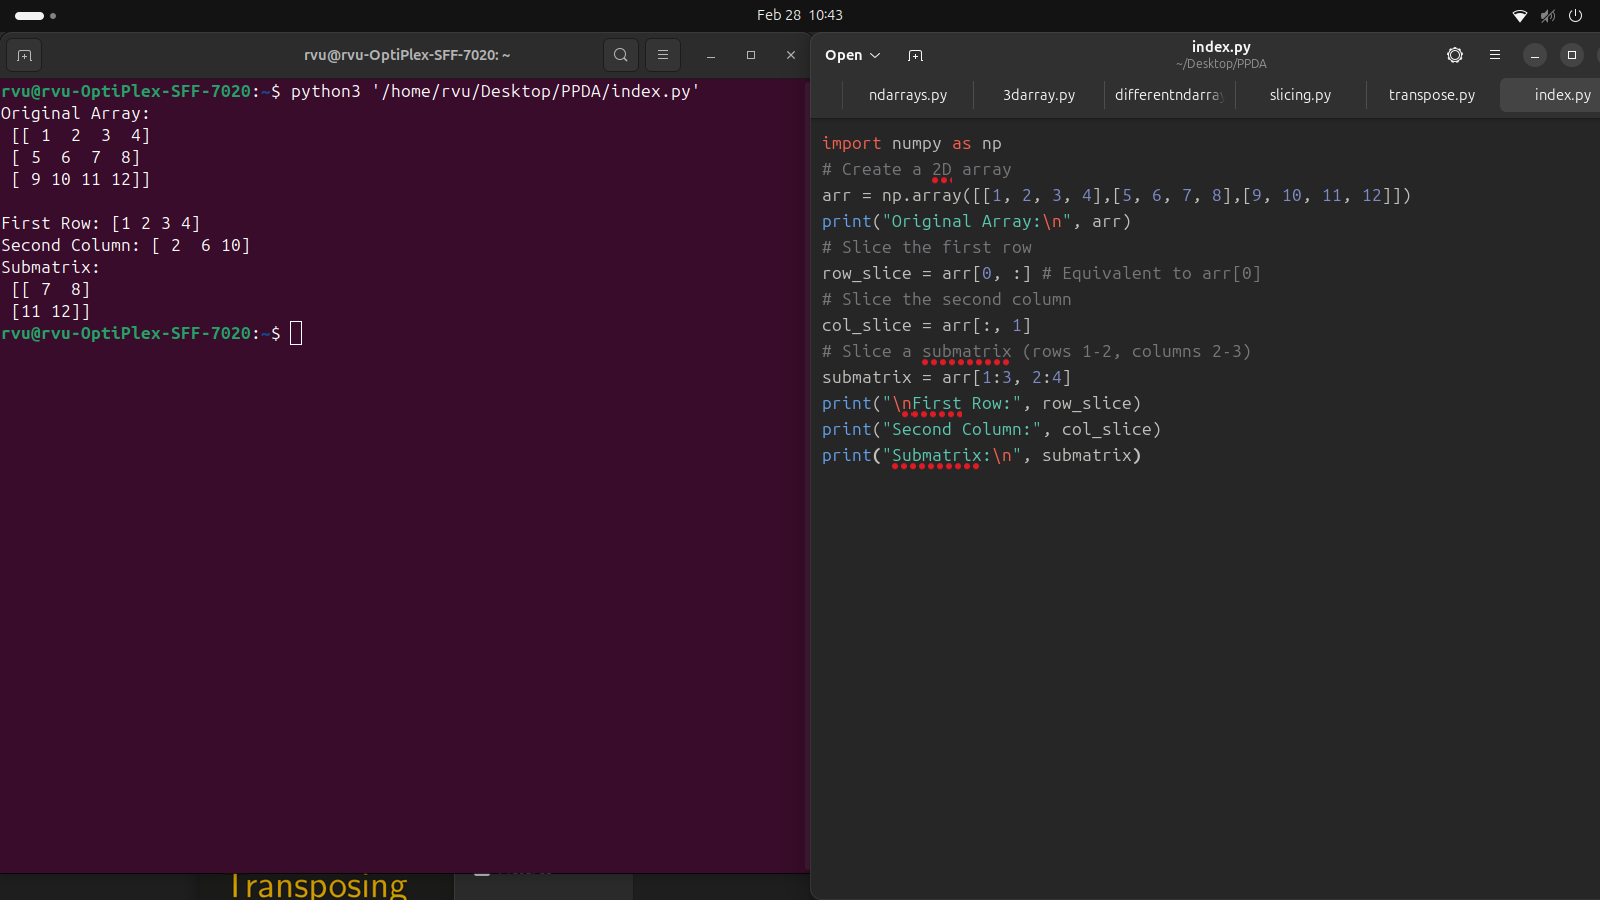 Feb 28 10:43
rvu@rvu-OptiPlex-SFF-7020: ~
rvu@rvu-OptiPlex-SFF-7020:~$ python3 '/home/rvu/Desktop/PPDA/index.py'
Original Array:
 [[ 1  2  3  4]
 [ 5  6  7  8]
 [ 9 10 11 12]]
First Row: [1 2 3 4]
Second Column: [ 2  6 10]
Submatrix:
 [[ 7  8]
 [11 12]]
rvu@rvu-OptiPlex-SFF-7020:~$
Transposing
Open
index.py
~/Desktop/PPDA
ndarrays.py 3darray.py differentndarray slicing.py transpose.py index.py
import numpy as np
# Create a 2D array
arr = np.array([[1, 2, 3, 4],[5, 6, 7, 8],[9, 10, 11, 12]])
print("Original Array:\n", arr)
# Slice the first row
row_slice = arr[0, :] # Equivalent to arr[0]
# Slice the second column
col_slice = arr[:, 1]
# Slice a submatrix (rows 1-2, columns 2-3)
submatrix = arr[1:3, 2:4]
print("\nFirst Row:", row_slice)
print("Second Column:", col_slice)
print("Submatrix:\n", submatrix)